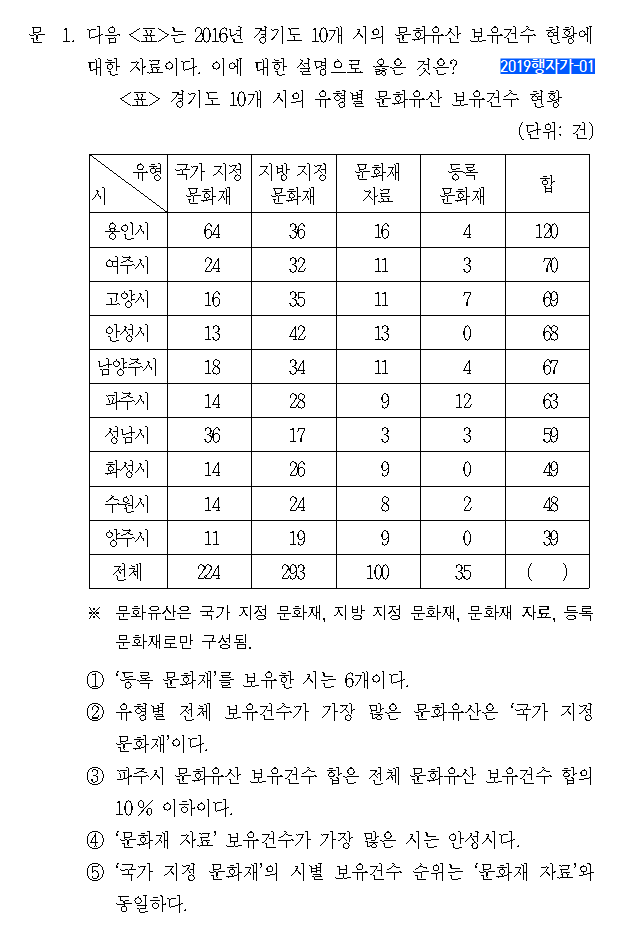 문 1. 다음 <표>는 2016년 경기도 10개 시의 문화유산 보유건수 현황에
대한 자료이다. 이에 대한 설명으로 옳은 것은? 2019행자가-01
<표> 경기도 10개 시의 유형별 문화유산 보유건수 현황
(단위: 건)
시 유형 국가 지정 문화재 지방 지정 문화재 문화재 자료 등록 문화재 합
용인시 64 36 16 4 120
여주시 24 32 11 3 70
고양시 16 35 11 7 69
안성시 13 42 13 0 68
남양주시 18 34 11 4 67
파주시 14 28 9 12 63
성남시 36 17 3 3 59
화성시 14 26 9 0 49
수원시 14 24 8 2 48
양주시 11 19 9 0 39
전체 224 293 100 35 ( )
※ 문화유산은 국가 지정 문화재, 지방 지정 문화재, 문화재 자료, 등록
문화재로만 구성됨.
① ‘등록 문화재’를 보유한 시는 6개이다.
② 유형별 전체 보유건수가 가장 많은 문화유산은 ‘국가 지정
문화재’이다.
③ 파주시 문화유산 보유건수 합은 전체 문화유산 보유건수 합의
10% 이하이다.
④ ‘문화재 자료’ 보유건수가 가장 많은 시는 안성시다.
⑤ ‘국가 지정 문화재’의 시별 보유건수 순위는 ‘문화재 자료’와
동일하다.